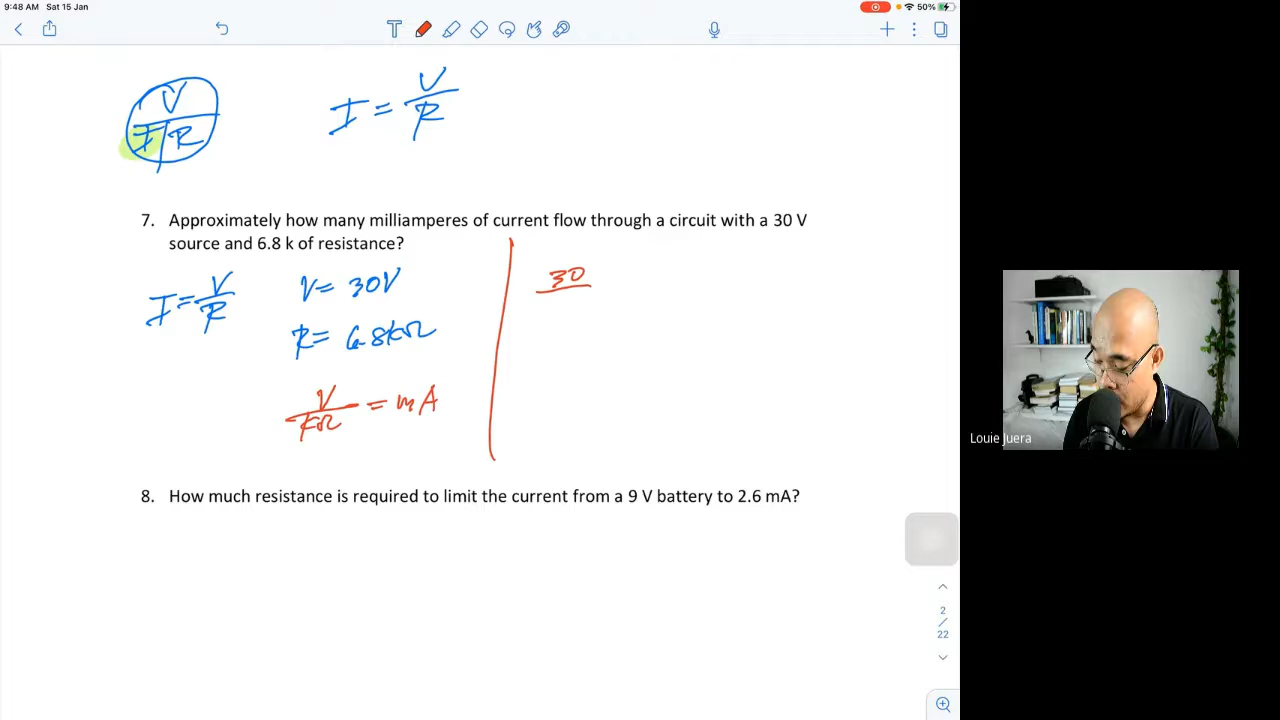 9:48 AM Sat 15 Jan
50%
T
V
I R
I = V/R
7. Approximately how many milliamperes of current flow through a circuit with a 30 V
source and 6.8 k of resistance?
I = V/R
V = 30V
R = 6.8kΩ
V/kΩ = mA
30
Louie Juera
8. How much resistance is required to limit the current from a 9 V battery to 2.6 mA?
2
/
22